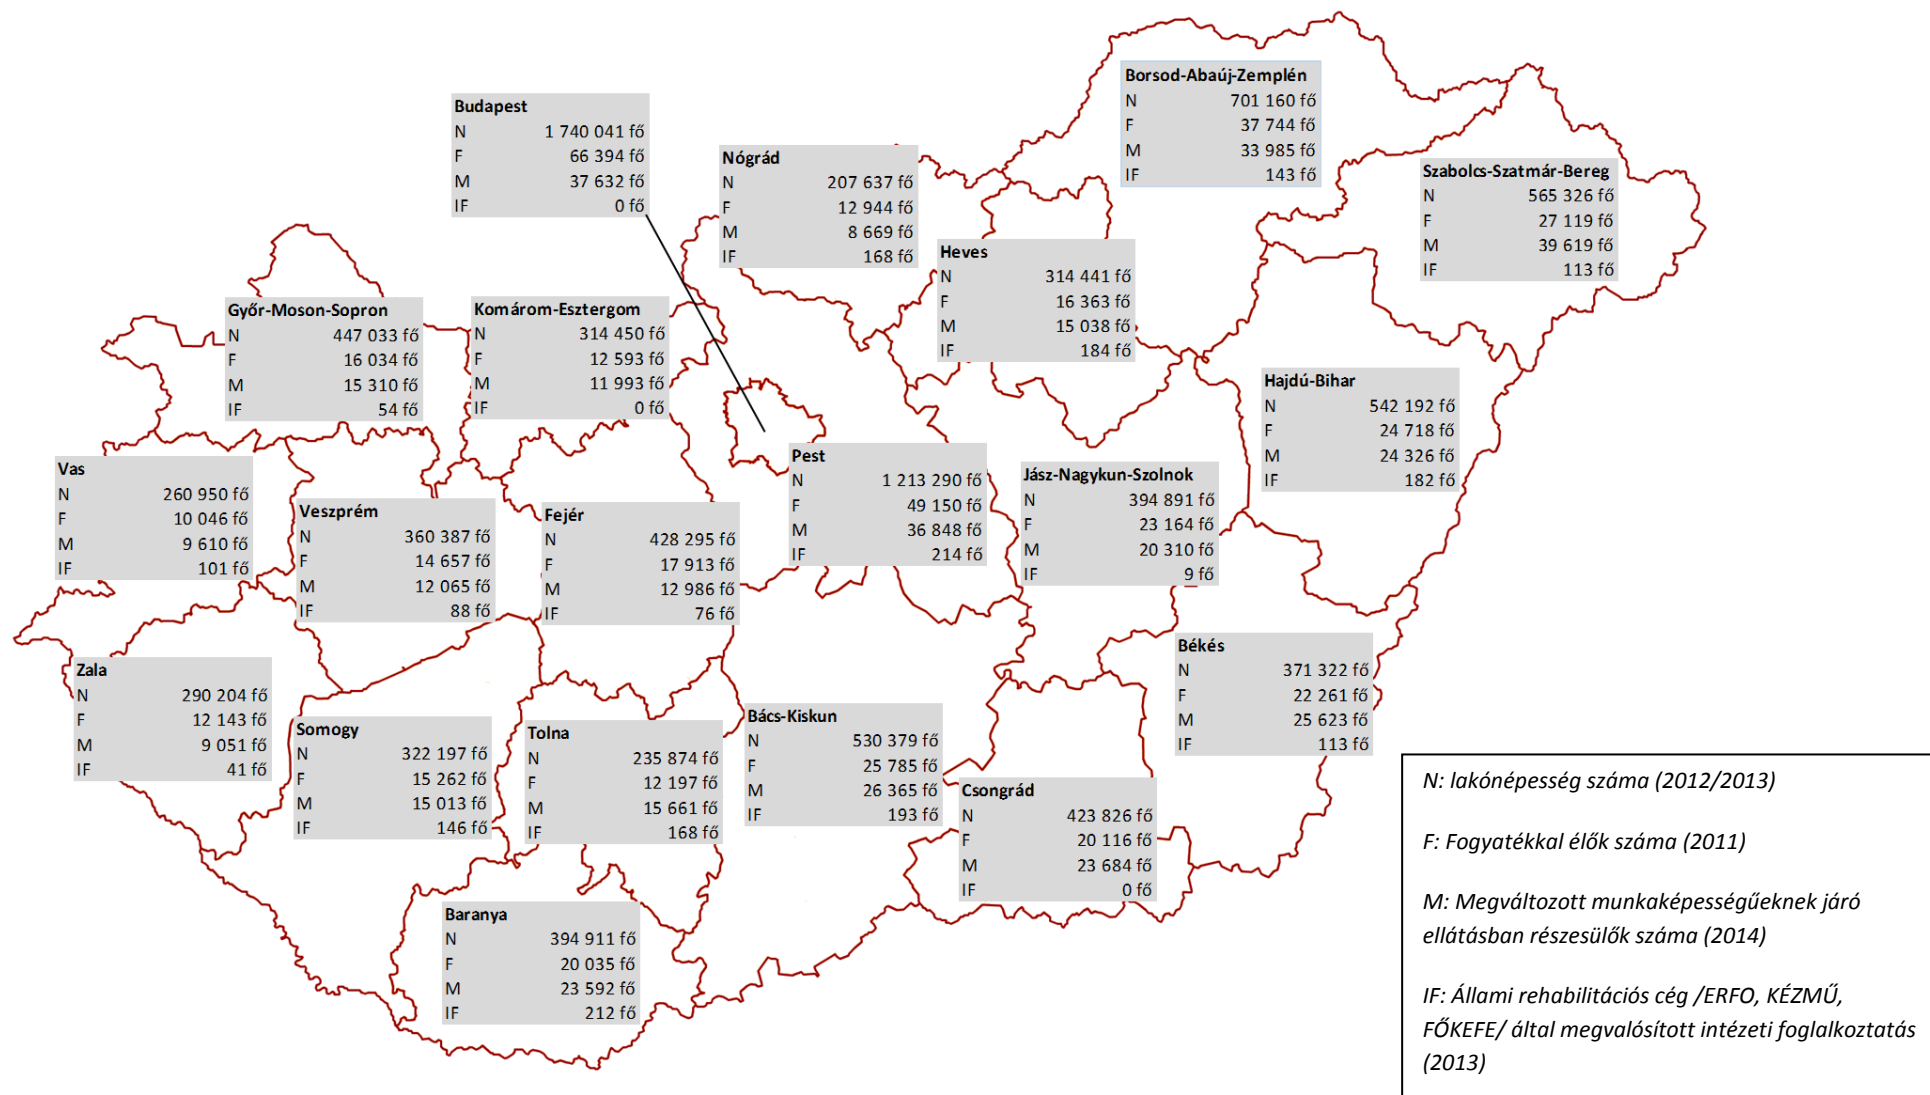 Borsod-Abaúj-Zemplén
N 701 160 fő
F 37 744 fő
M 33 985 fő
IF 143 fő
Budapest
N 1 740 041 fő
F 66 394 fő
M 37 632 fő
IF 0 fő
Nógrád
N 207 637 fő
F 12 944 fő
M 8 669 fő
IF 168 fő
Szabolcs-Szatmár-Bereg
N 565 326 fő
F 27 119 fő
M 39 619 fő
IF 113 fő
Heves
N 314 441 fő
F 16 363 fő
M 15 038 fő
IF 184 fő
Győr-Moson-Sopron
N 447 033 fő
F 16 034 fő
M 15 310 fő
IF 54 fő
Komárom-Esztergom
N 314 450 fő
F 12 593 fő
M 11 993 fő
IF 0 fő
Hajdú-Bihar
N 542 192 fő
F 24 718 fő
M 24 326 fő
IF 182 fő
Vas
N 260 950 fő
F 10 046 fő
M 9 610 fő
IF 101 fő
Veszprém
N 360 387 fő
F 14 657 fő
M 12 065 fő
IF 88 fő
Fejér
N 428 295 fő
F 17 913 fő
M 12 986 fő
IF 76 fő
Pest
N 1 213 290 fő
F 49 150 fő
M 36 848 fő
IF 214 fő
Jász-Nagykun-Szolnok
N 394 891 fő
F 23 164 fő
M 20 310 fő
IF 9 fő
Békés
N 371 322 fő
F 22 261 fő
M 25 623 fő
IF 113 fő
Zala
N 290 204 fő
F 12 143 fő
M 9 051 fő
IF 41 fő
Somogy
N 322 197 fő
F 15 262 fő
M 15 013 fő
IF 146 fő
Tolna
N 235 874 fő
F 12 197 fő
M 15 661 fő
IF 168 fő
Bács-Kiskun
N 530 379 fő
F 25 785 fő
M 26 365 fő
IF 193 fő
Csongrád
N 423 826 fő
F 20 116 fő
M 23 684 fő
IF 0 fő
Baranya
N 394 911 fő
F 20 035 fő
M 23 592 fő
IF 212 fő
N: lakónépesség száma (2012/2013)
F: Fogyatékkal élők száma (2011)
M: Megváltozott munkaképességűeknek járó
ellátásban részesülők száma (2014)
IF: Állami rehabilitációs cég /ERFO, KÉZMŰ,
FŐKEFE/ által megvalósított intézeti foglalkoztatás
(2013)